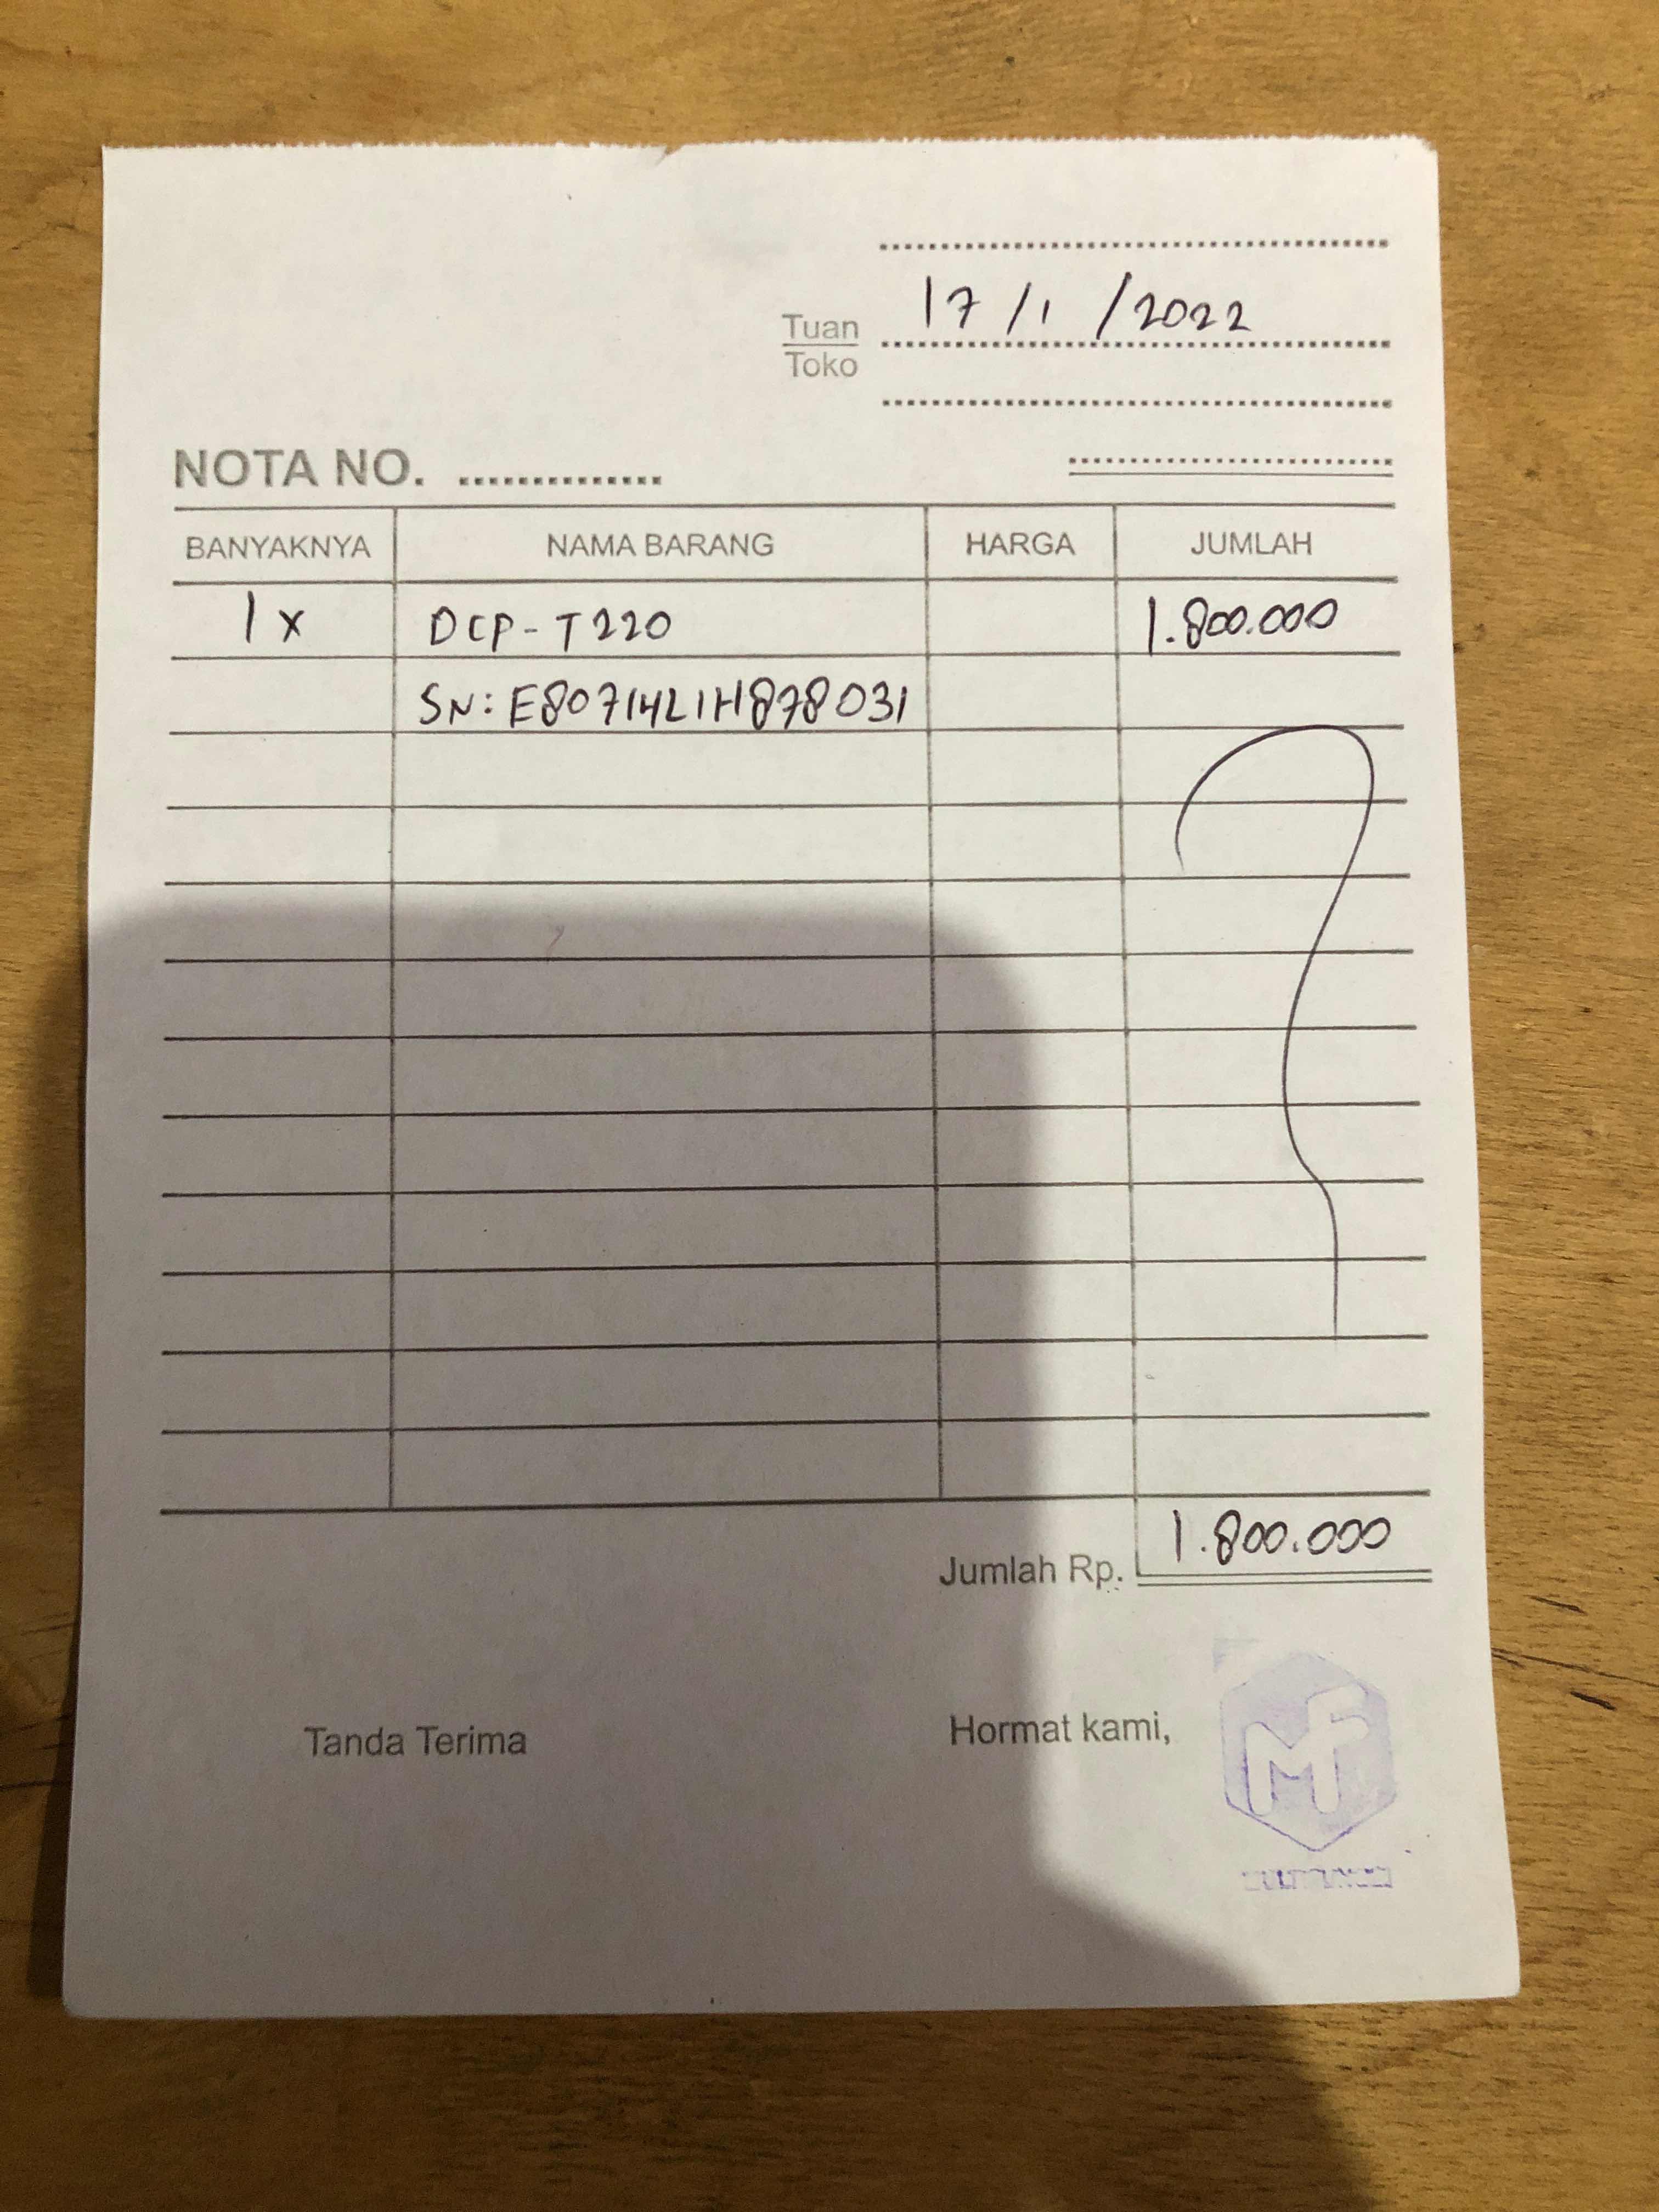 17/1/2022
Tuan
Toko
NOTA NO. ..............
BANYAKNYA NAMA BARANG HARGA JUMLAH
1x DCP-T220 1.800.000
SN: E80714L1H878031
Jumlah Rp. 1.800.000
Tanda Terima Hormat kami,
MF